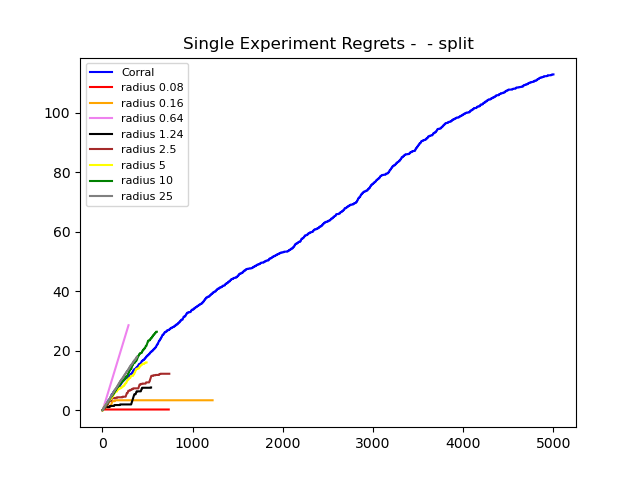 Single Experiment Regrets -  - split
Corral
radius 0.08
radius 0.16
radius 0.64
radius 1.24
radius 2.5
radius 5
radius 10
radius 25
100
80
60
40
20
0
0 1000 2000 3000 4000 5000